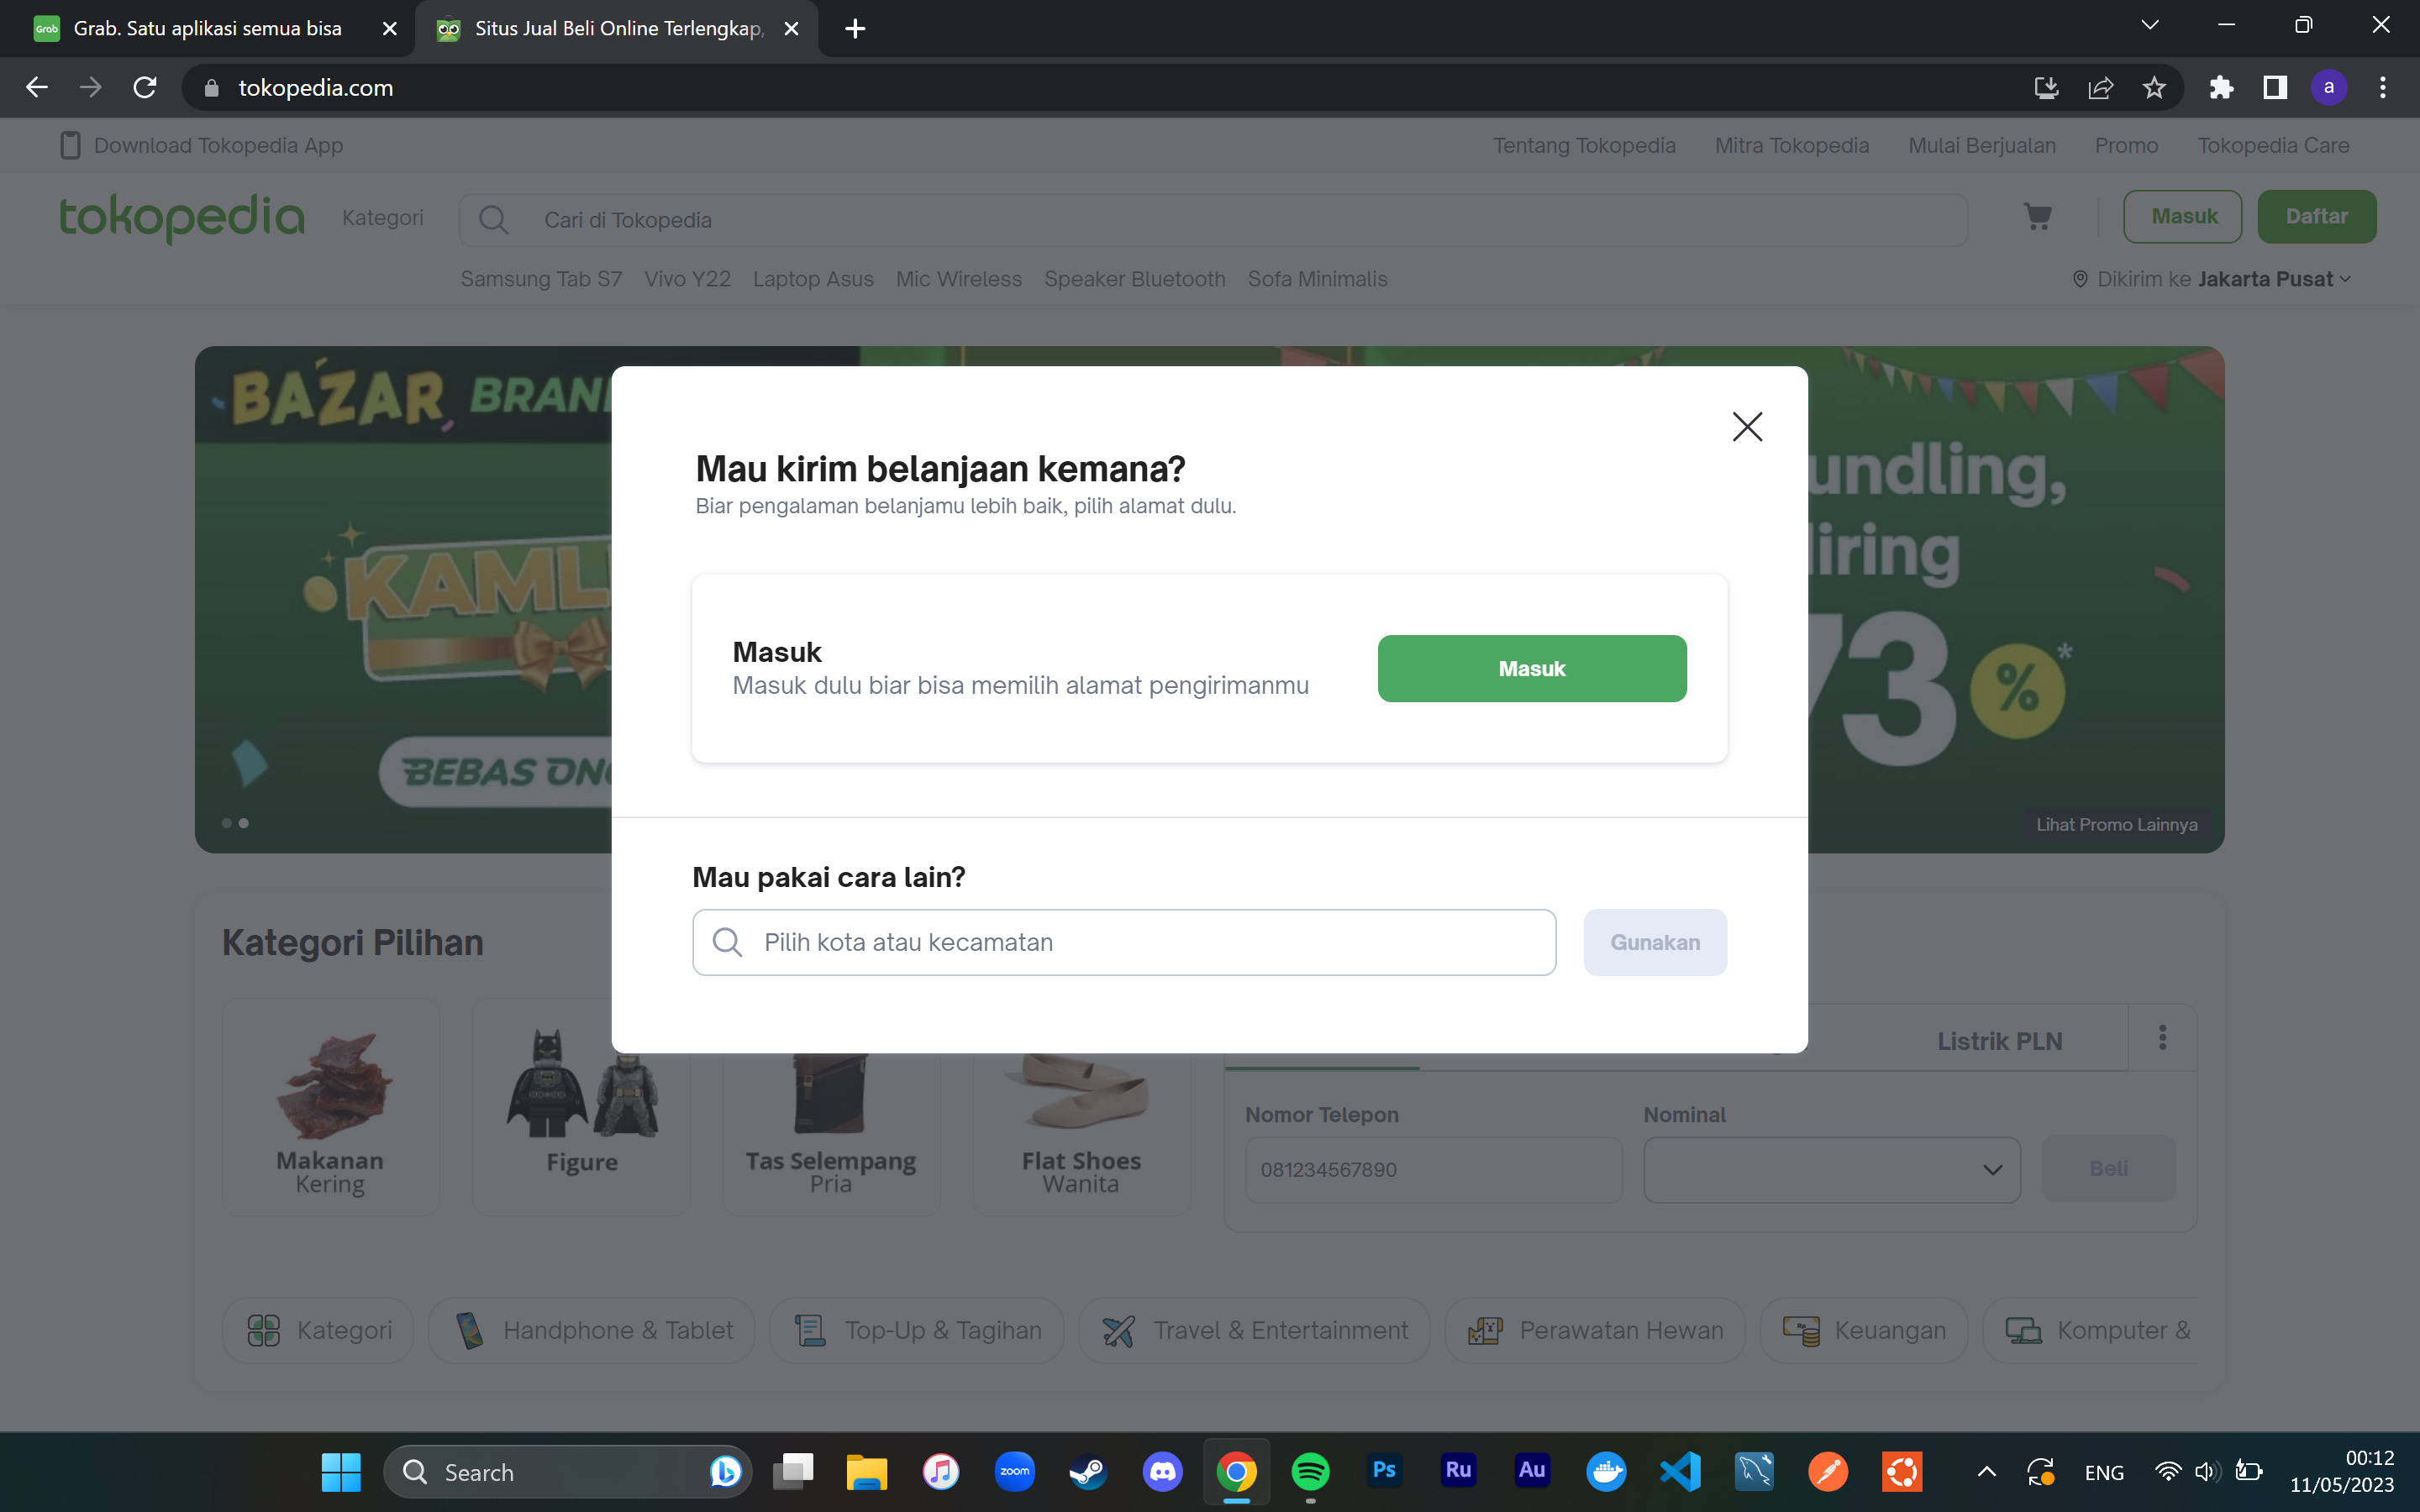 Grab. Satu aplikasi semua bisa
Situs Jual Beli Online Terlengkap,
tokopedia.com
a
Download Tokopedia App
Tentang Tokopedia
Mitra Tokopedia
Mulai Berjualan
Promo
Tokopedia Care
tokopedia
Kategori
Cari di Tokopedia
Masuk
Daftar
Samsung Tab S7
Vivo Y22
Laptop Asus
Mic Wireless
Speaker Bluetooth
Sofa Minimalis
Dikirim ke Jakarta Pusat
BAZAR BRAN
KAML
BEBAS ON
undling,
iring
73%*
Lihat Promo Lainnya
Mau kirim belanjaan kemana?
Biar pengalaman belanjamu lebih baik, pilih alamat dulu.
Masuk
Masuk dulu biar bisa memilih alamat pengirimanmu
Masuk
Mau pakai cara lain?
Pilih kota atau kecamatan
Gunakan
Kategori Pilihan
Makanan
Kering
Figure
Tas Selempang
Pria
Flat Shoes
Wanita
Listrik PLN
Nomor Telepon
Nominal
081234567890
Beli
Kategori
Handphone & Tablet
Top-Up & Tagihan
Travel & Entertainment
Perawatan Hewan
Keuangan
Komputer &
Search
zoom
Ps
Ru
Au
ENG
00:12
11/05/2023